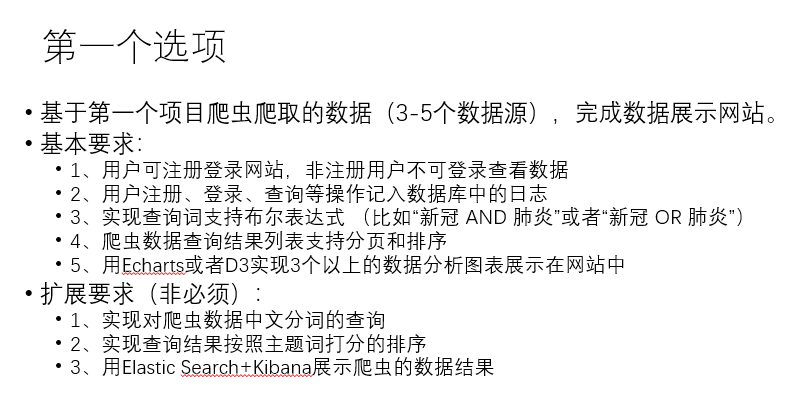 第一个选项
• 基于第一个项目爬虫爬取的数据（3-5个数据源），完成数据展示网站。
• 基本要求：
• 1、用户可注册登录网站，非注册用户不可登录查看数据
• 2、用户注册、登录、查询等操作记入数据库中的日志
• 3、实现查询词支持布尔表达式 （比如“新冠 AND 肺炎”或者“新冠 OR 肺炎”）
• 4、爬虫数据查询结果列表支持分页和排序
• 5、用Echarts或者D3实现3个以上的数据分析图表展示在网站中
• 扩展要求（非必须）：
• 1、实现对爬虫数据中文分词的查询
• 2、实现查询结果按照主题词打分的排序
• 3、用Elastic Search+Kibana展示爬虫的数据结果